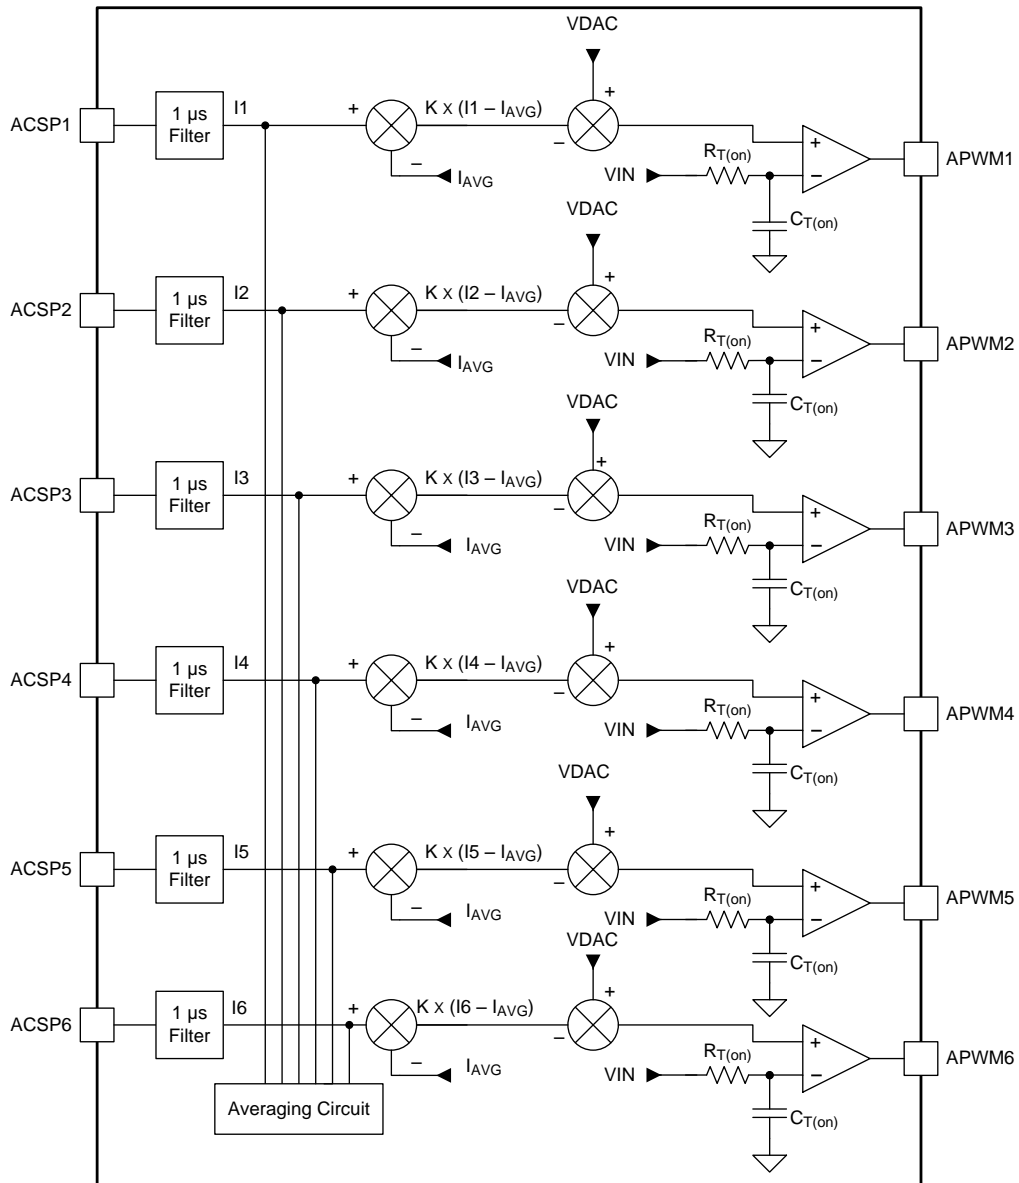 VDAC
ACSP1
1 µs
Filter
I1
+
K X (I1 – IAVG)
+
–
–
IAVG
VIN
RT(on)
+
–
CT(on)
APWM1
VDAC
ACSP2
1 µs
Filter
I2
+
K X (I2 – IAVG)
+
–
–
IAVG
VIN
RT(on)
+
–
CT(on)
APWM2
VDAC
ACSP3
1 µs
Filter
I3
+
K X (I3 – IAVG)
+
–
–
IAVG
VIN
RT(on)
+
–
CT(on)
APWM3
VDAC
ACSP4
1 µs
Filter
I4
+
K X (I4 – IAVG)
+
–
–
IAVG
VIN
RT(on)
+
–
CT(on)
APWM4
VDAC
ACSP5
1 µs
Filter
I5
+
K X (I5 – IAVG)
+
–
–
IAVG
VIN
RT(on)
+
–
CT(on)
APWM5
VDAC
ACSP6
1 µs
Filter
I6
+
K X (I6 – IAVG)
+
–
–
IAVG
VIN
RT(on)
+
–
CT(on)
APWM6
Averaging Circuit